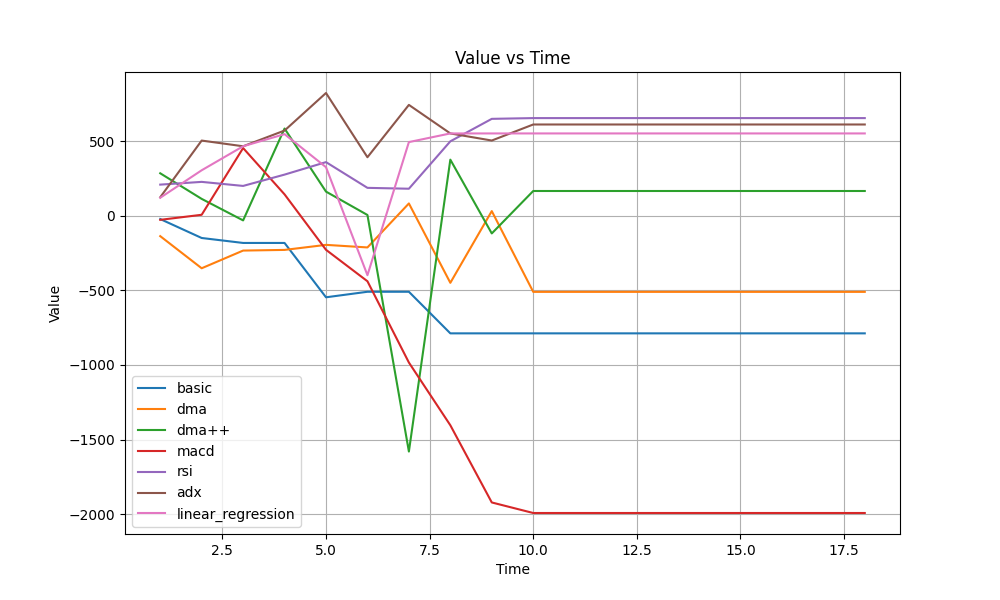 Value vs Time
Value
500
0
−500
−1000
−1500
−2000
basic
dma
dma++
macd
rsi
adx
linear_regression
2.5 5.0 7.5 10.0 12.5 15.0 17.5
Time